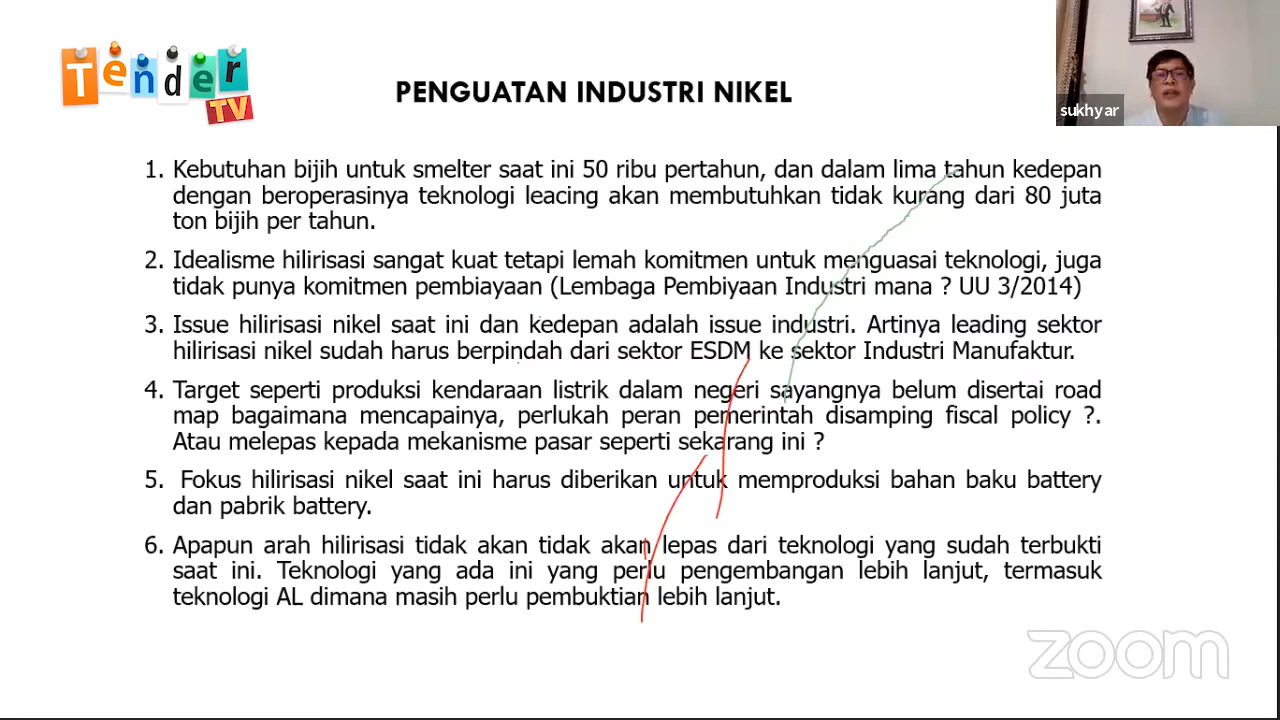 Tender
TV
PENGUATAN INDUSTRI NIKEL
sukhyar
1. Kebutuhan bijih untuk smelter saat ini 50 ribu pertahun, dan dalam lima tahun kedepan
dengan beroperasinya teknologi leacing akan membutuhkan tidak kurang dari 80 juta
ton bijih per tahun.
2. Idealisme hilirisasi sangat kuat tetapi lemah komitmen untuk menguasai teknologi, juga
tidak punya komitmen pembiayaan (Lembaga Pembiyaan Industri mana ? UU 3/2014)
3. Issue hilirisasi nikel saat ini dan kedepan adalah issue industri. Artinya leading sektor
hilirisasi nikel sudah harus berpindah dari sektor ESDM ke sektor Industri Manufaktur.
4. Target seperti produksi kendaraan listrik dalam negeri sayangnya belum disertai road
map bagaimana mencapainya, perlukah peran pemerintah disamping fiscal policy ?.
Atau melepas kepada mekanisme pasar seperti sekarang ini ?
5. Fokus hilirisasi nikel saat ini harus diberikan untuk memproduksi bahan baku battery
dan pabrik battery.
6. Apapun arah hilirisasi tidak akan tidak akan lepas dari teknologi yang sudah terbukti
saat ini. Teknologi yang ada ini yang perlu pengembangan lebih lanjut, termasuk
teknologi AL dimana masih perlu pembuktian lebih lanjut.
zoom